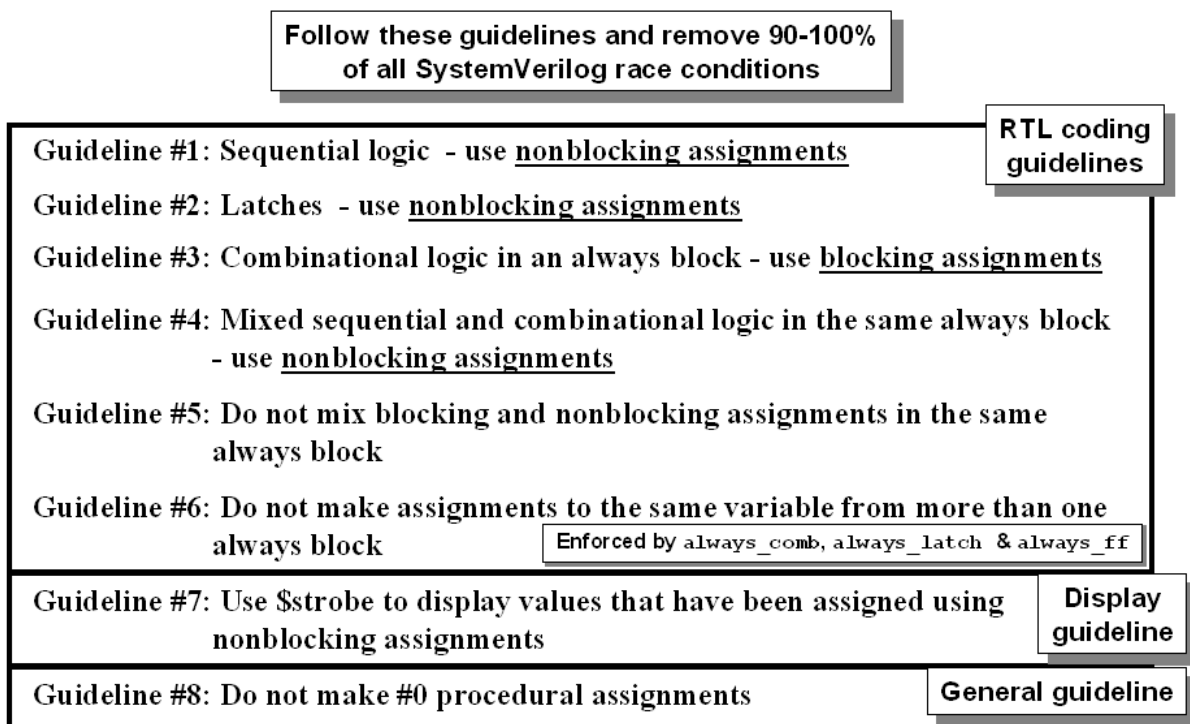 Follow these guidelines and remove 90-100%
of all SystemVerilog race conditions
RTL coding
guidelines
Guideline #1: Sequential logic - use nonblocking assignments
Guideline #2: Latches - use nonblocking assignments
Guideline #3: Combinational logic in an always block - use blocking assignments
Guideline #4: Mixed sequential and combinational logic in the same always block
- use nonblocking assignments
Guideline #5: Do not mix blocking and nonblocking assignments in the same
always block
Guideline #6: Do not make assignments to the same variable from more than one
always block
Enforced by always_comb, always_latch & always_ff
Guideline #7: Use $strobe to display values that have been assigned using
nonblocking assignments
Display
guideline
Guideline #8: Do not make #0 procedural assignments
General guideline